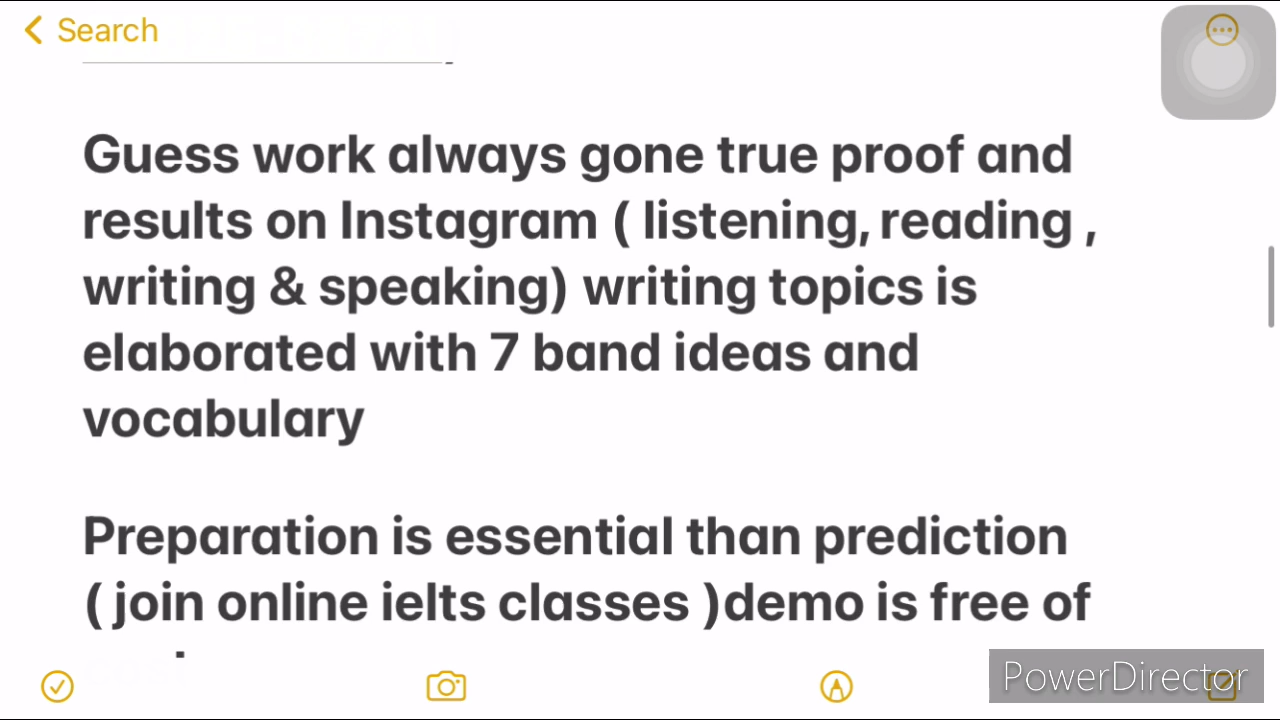 Search
Guess work always gone true proof and
results on Instagram ( listening, reading ,
writing & speaking) writing topics is
elaborated with 7 band ideas and
vocabulary
Preparation is essential than prediction
( join online ielts classes )demo is free of
PowerDirector